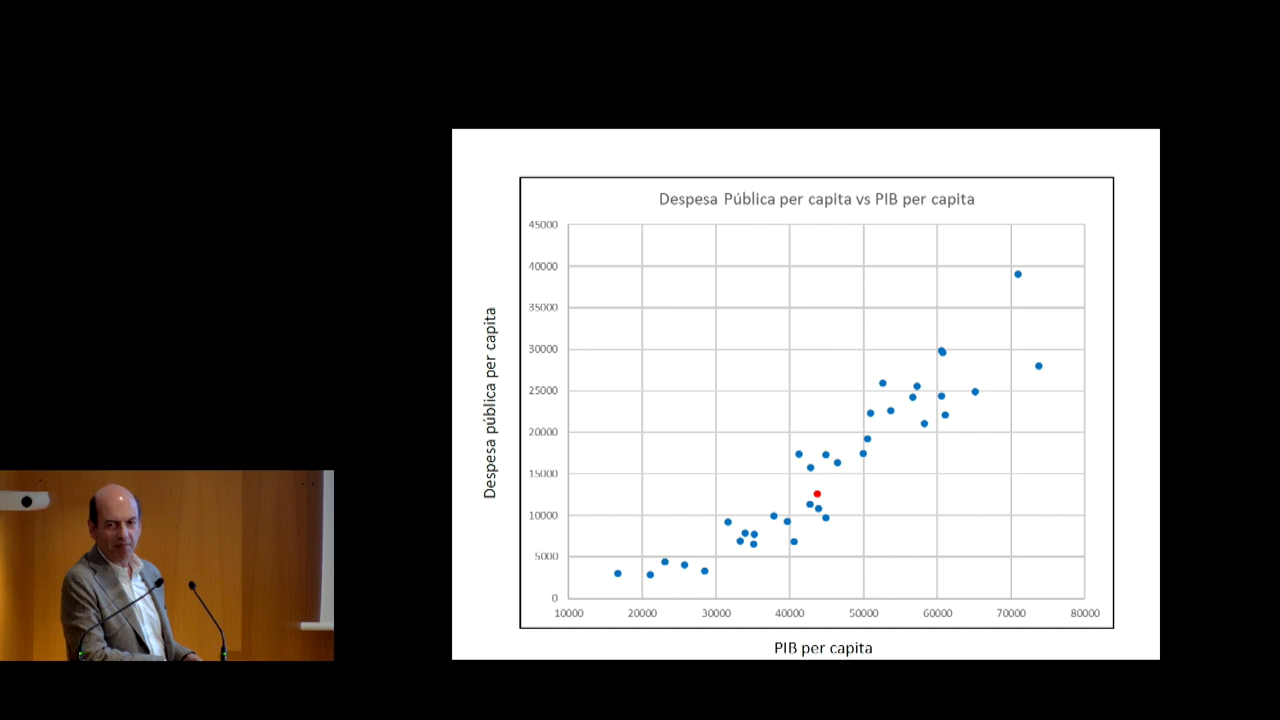 Despesa Pública per capita vs PIB per capita
45000
40000
35000
30000
25000
20000
15000
10000
5000
0
10000 20000 30000 40000 50000 60000 70000 80000
Despesa pública per capita
PIB per capita